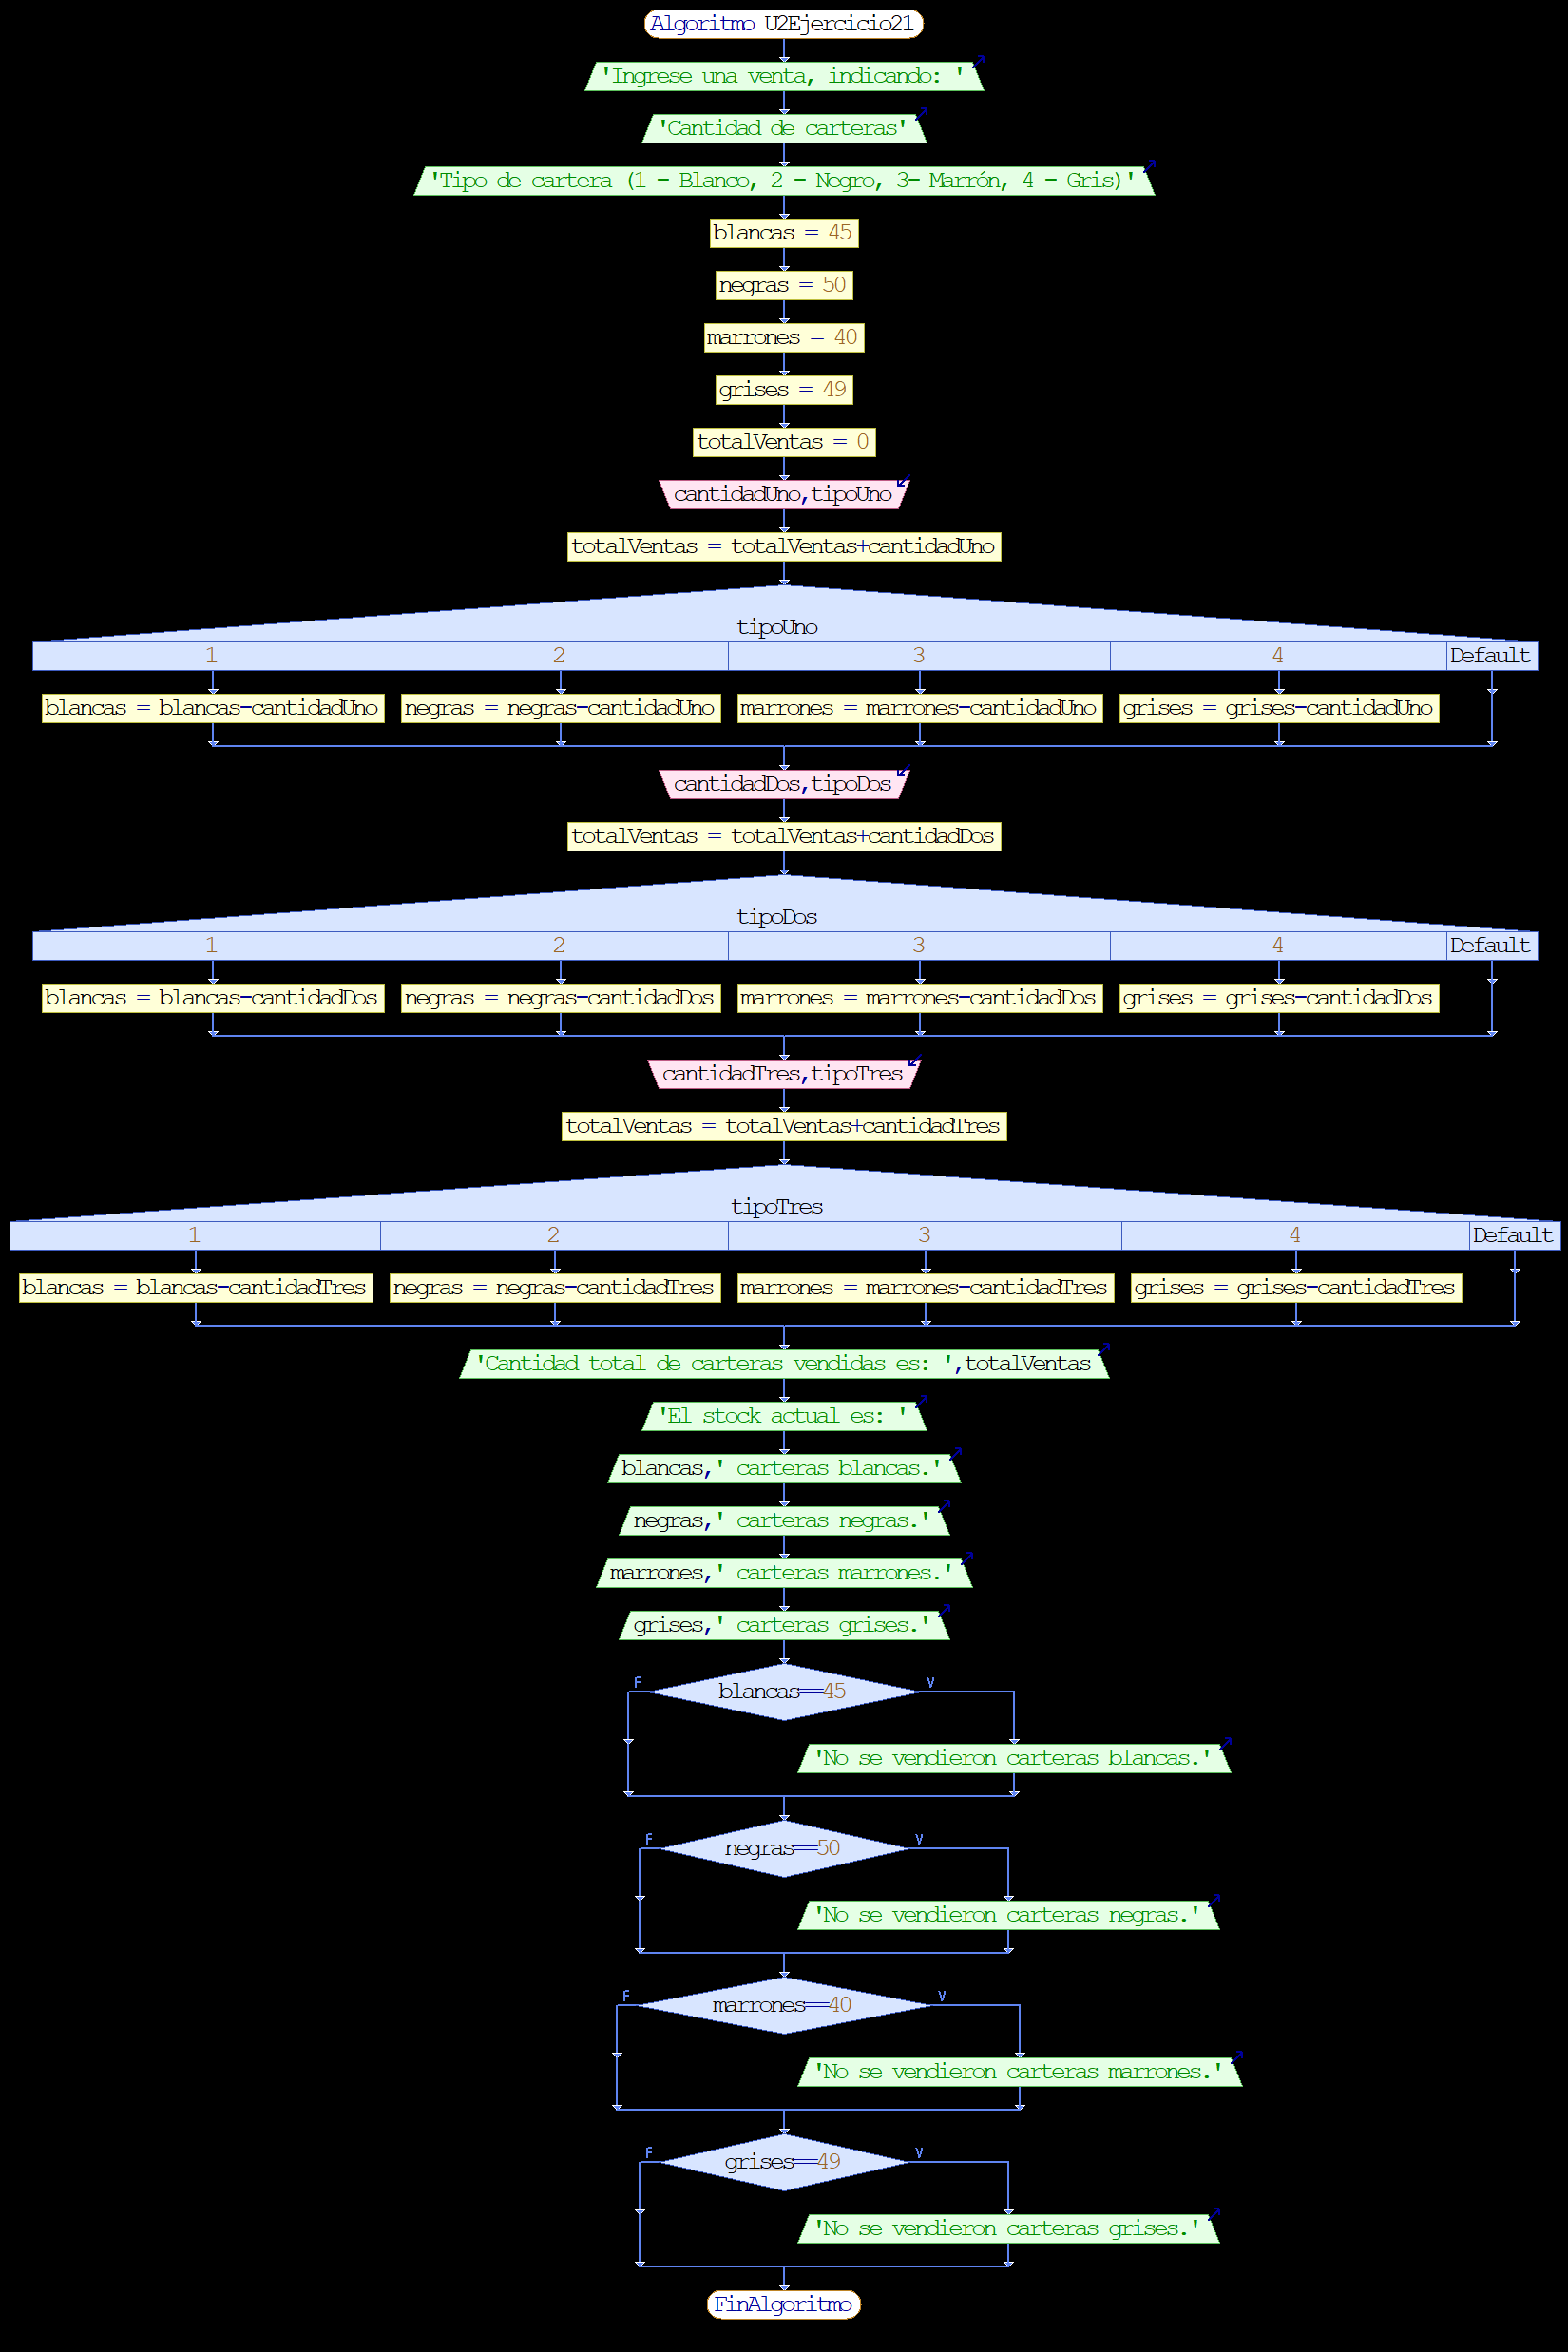 Algoritmo U2Ejercicio21
'Ingrese una venta, indicando: '
'Cantidad de carteras'
'Tipo de cartera (1 - Blanco, 2 - Negro, 3- Marrón, 4 - Gris)'
blancas = 45
negras = 50
marrones = 40
grises = 49
totalVentas = 0
cantidadUno,tipoUno
totalVentas = totalVentas+cantidadUno
tipoUno
1 2 3 4 Default
blancas = blancas-cantidadUno negras = negras-cantidadUno marrones = marrones-cantidadUno grises = grises-cantidadUno
cantidadDos,tipoDos
totalVentas = totalVentas+cantidadDos
tipoDos
1 2 3 4 Default
blancas = blancas-cantidadDos negras = negras-cantidadDos marrones = marrones-cantidadDos grises = grises-cantidadDos
cantidadTres,tipoTres
totalVentas = totalVentas+cantidadTres
tipoTres
1 2 3 4 Default
blancas = blancas-cantidadTres negras = negras-cantidadTres marrones = marrones-cantidadTres grises = grises-cantidadTres
'Cantidad total de carteras vendidas es: ',totalVentas
'El stock actual es: '
blancas,' carteras blancas.'
negras,' carteras negras.'
marrones,' carteras marrones.'
grises,' carteras grises.'
F V
blancas==45
'No se vendieron carteras blancas.'
F V
negras==50
'No se vendieron carteras negras.'
F V
marrones==40
'No se vendieron carteras marrones.'
F V
grises==49
'No se vendieron carteras grises.'
FinAlgoritmo